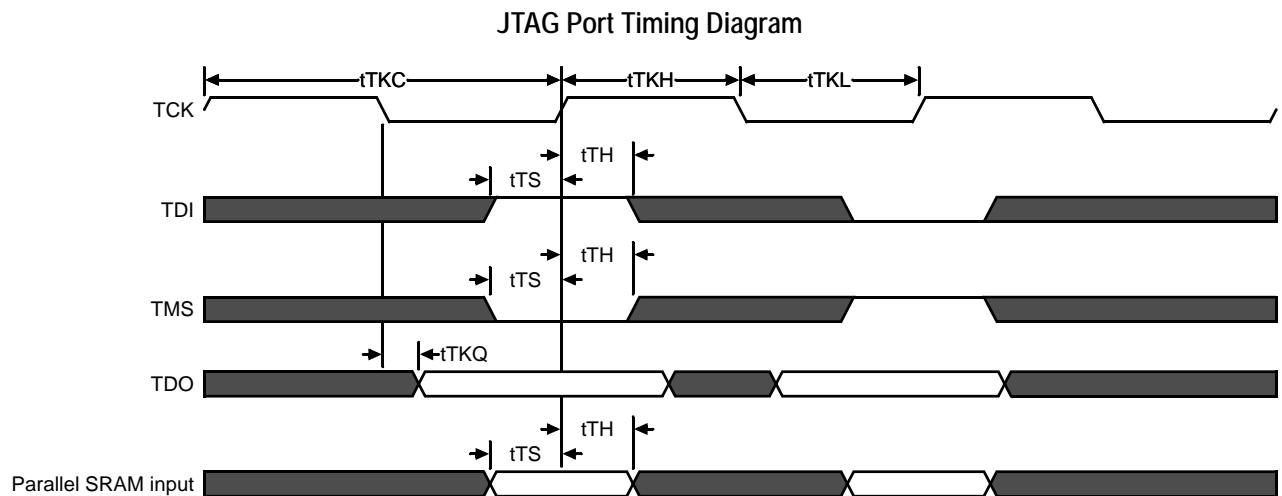 JTAG Port Timing Diagram
tTKC tTKH tTKL
TCK
tTH
tTS
TDI
tTH
tTS
TMS
tTKQ
TDO
tTH
tTS
Parallel SRAM input